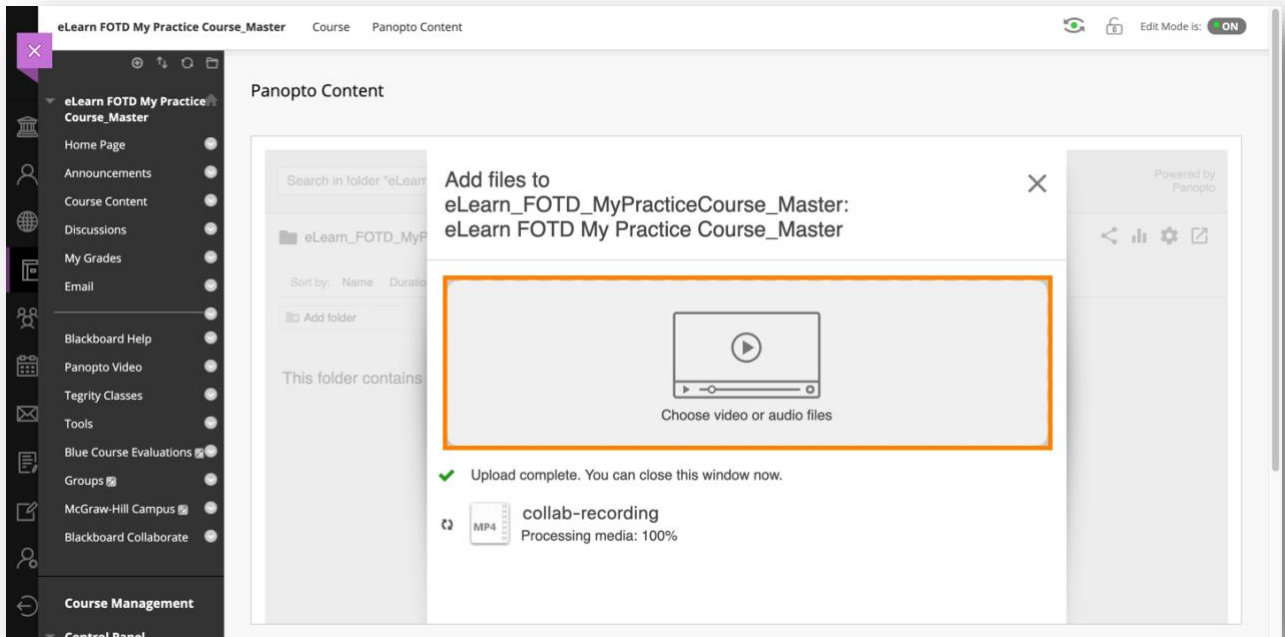 eLearn FOTD My Practice Course_Master Course Panopto Content
Edit Mode is: ON
eLearn FOTD My Practice
Course_Master
Home Page
Announcements
Course Content
Discussions
My Grades
Email
Blackboard Help
Panopto Video
Tegrity Classes
Tools
Blue Course Evaluations
Groups
McGraw-Hill Campus
Blackboard Collaborate
Course Management
Control Panel
Panopto Content
Search in folder "eLearn
Powered by
Panopto
eLearn_FOTD_MyP
Sort by: Name Duratio
Add folder
This folder contains
Add files to
eLearn_FOTD_MyPracticeCourse_Master:
eLearn FOTD My Practice Course_Master
Choose video or audio files
Upload complete. You can close this window now.
MP4
collab-recording
Processing media: 100%